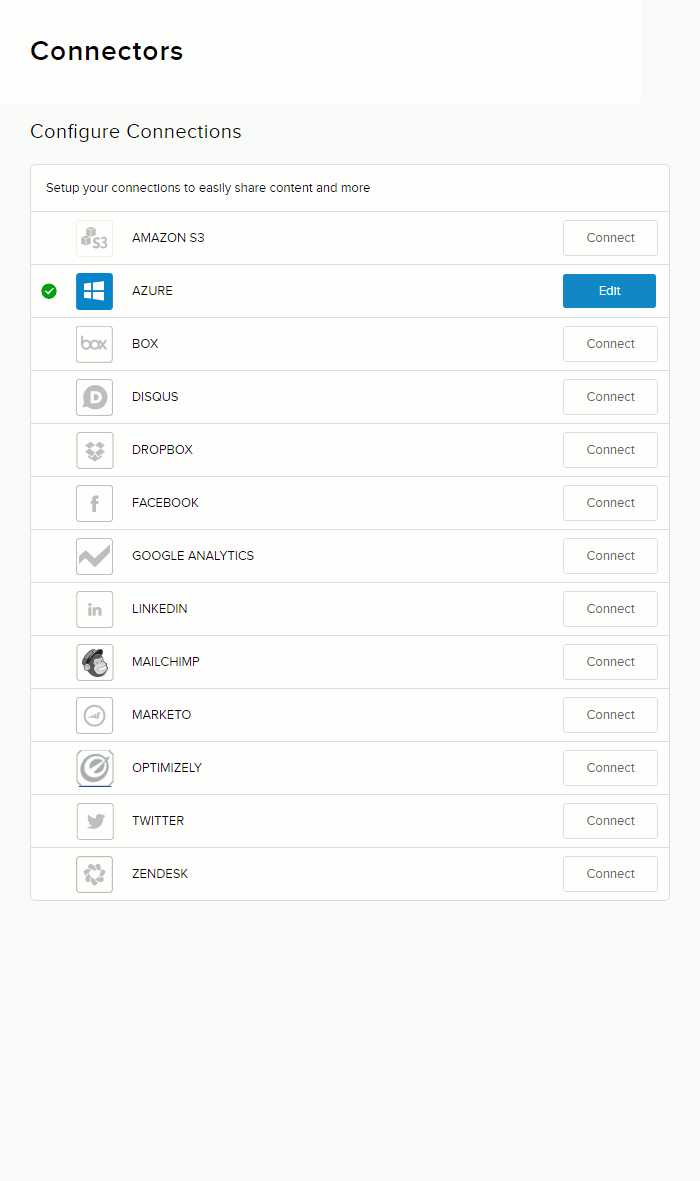 Connectors
Configure Connections
Setup your connections to easily share content and more
S3 AMAZON S3 Connect
AZURE Edit
box BOX Connect
D DISQUS Connect
DROPBOX Connect
f FACEBOOK Connect
GOOGLE ANALYTICS Connect
in LINKEDIN Connect
MAILCHIMP Connect
MARKETO Connect
OPTIMIZELY Connect
TWITTER Connect
ZENDESK Connect